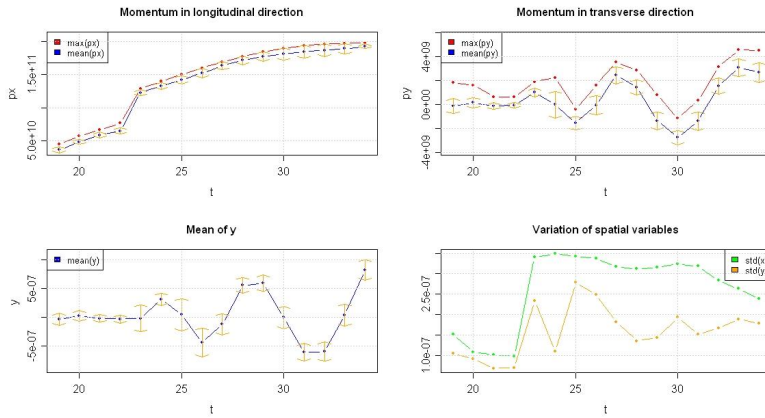 Momentum in longitudinal direction
max(px)
mean(px)
px
5.0e+10
1.5e+11
20
25
30
t
Momentum in transverse direction
max(py)
mean(py)
py
-4e+09
0e+00
4e+09
20
25
30
t
Mean of y
mean(y)
y
-5e-07
5e-07
20
25
30
t
Variation of spatial variables
std(x
std(y
1.0e-07
2.5e-07
20
25
30
t